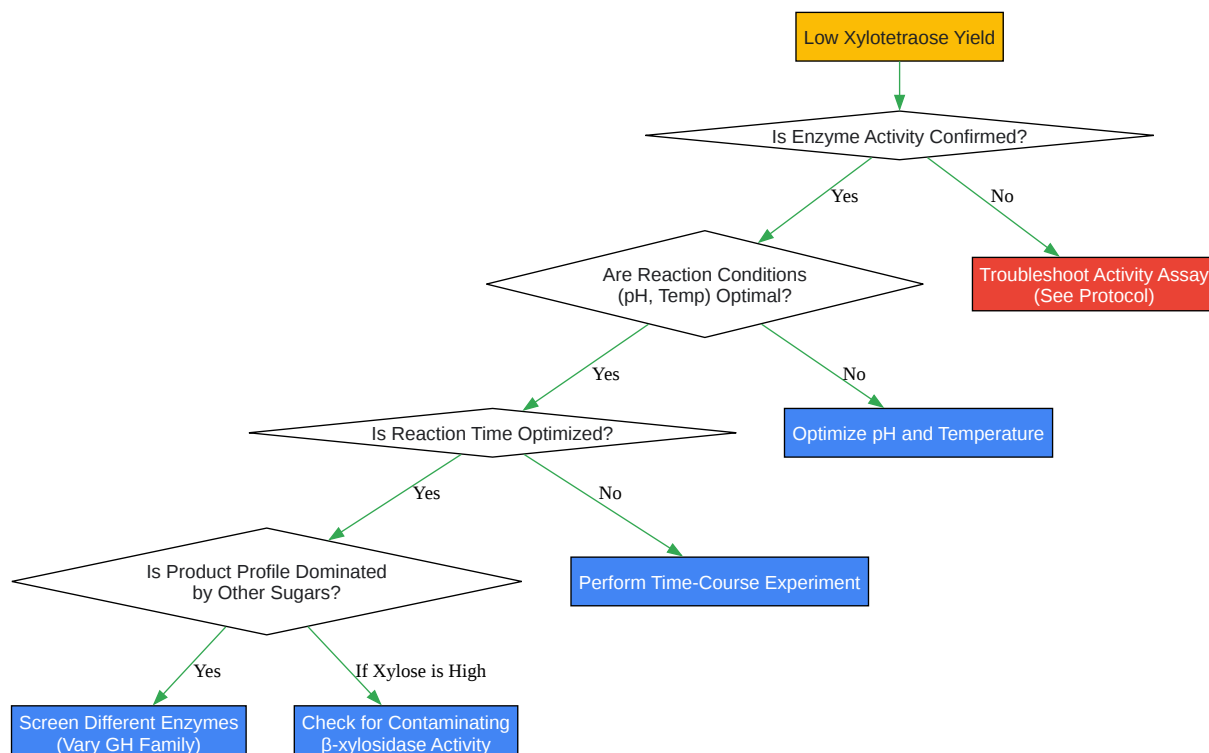 Low Xylotetraose Yield
Is Enzyme Activity Confirmed?
Yes
No
Are Reaction Conditions
(pH, Temp) Optimal?
Troubleshoot Activity Assay
(See Protocol)
Yes
No
Is Reaction Time Optimized?
Optimize pH and Temperature
Yes
No
Is Product Profile Dominated
by Other Sugars?
Perform Time-Course Experiment
Yes
If Xylose is High
Screen Different Enzymes
(Vary GH Family)
Check for Contaminating
β-xylosidase Activity